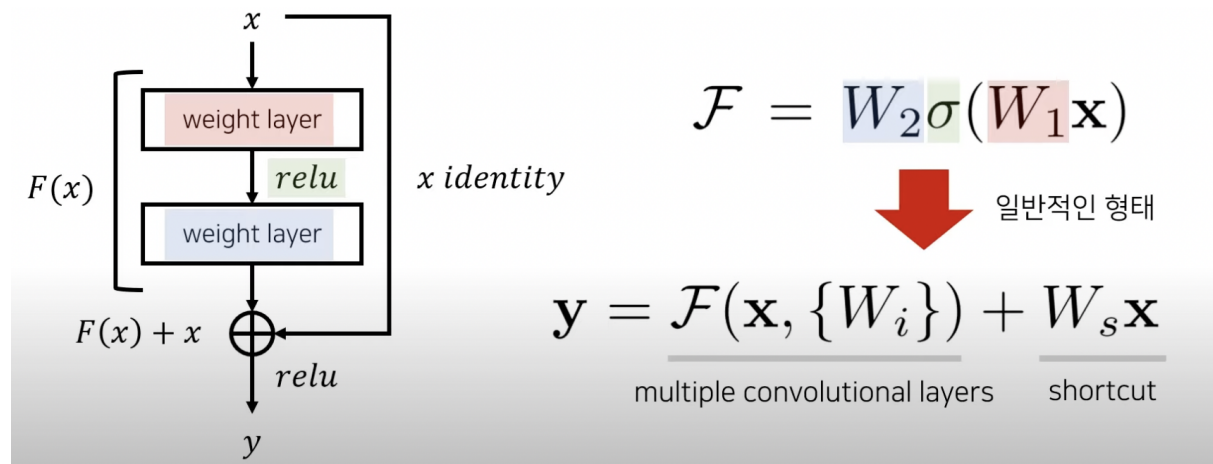 x
weight layer
relu
x identity
F(x)
weight layer
F(x) + x
relu
y
ℱ = W₂σ(W₁𝐱)
일반적인 형태
𝐲 = ℱ(𝐱, {Wᵢ}) + Wₛ𝐱
multiple convolutional layers
shortcut